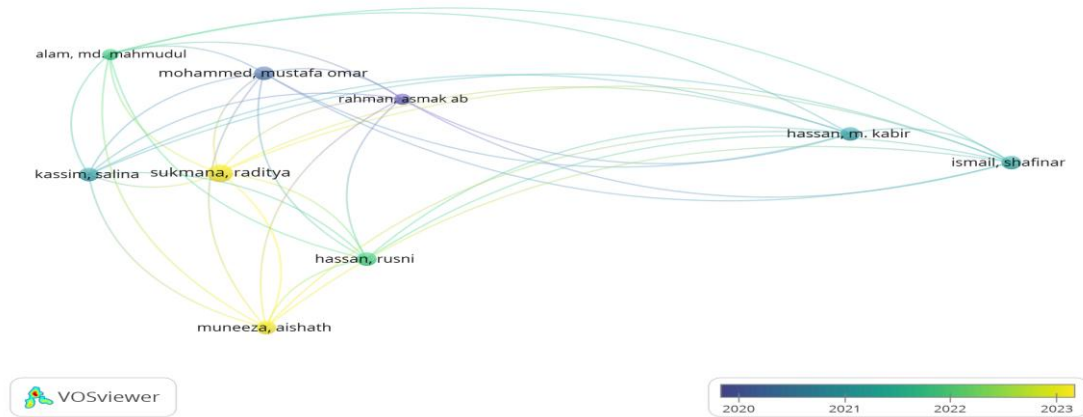 alam, md. mahmudul
mohammed, mustafa omar
rahman, asmak ab
hassan, m. kabir
ismail, shafinar
kassim, salina
sukmana, raditya
hassan, rusni
muneeza, aishath
VOSviewer
2020 2021 2022 2023